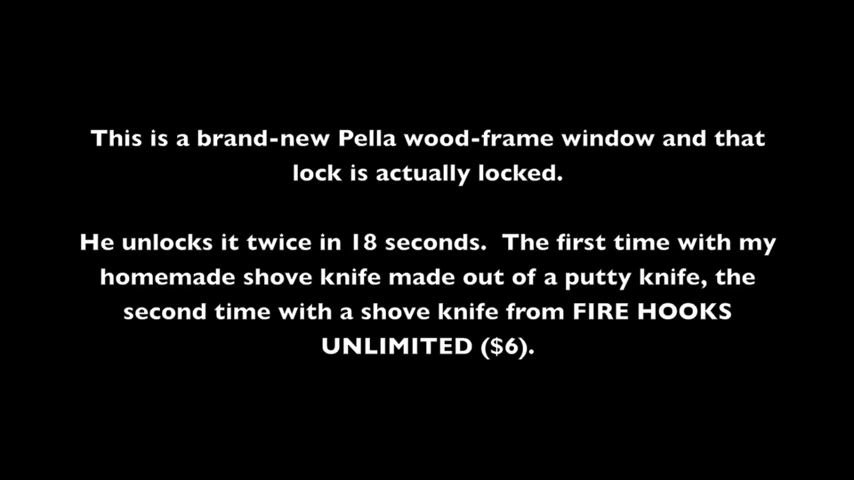 This is a brand-new Pella wood-frame window and that
lock is actually locked.
He unlocks it twice in 18 seconds.  The first time with my
homemade shove knife made out of a putty knife, the
second time with a shove knife from FIRE HOOKS
UNLIMITED ($6).